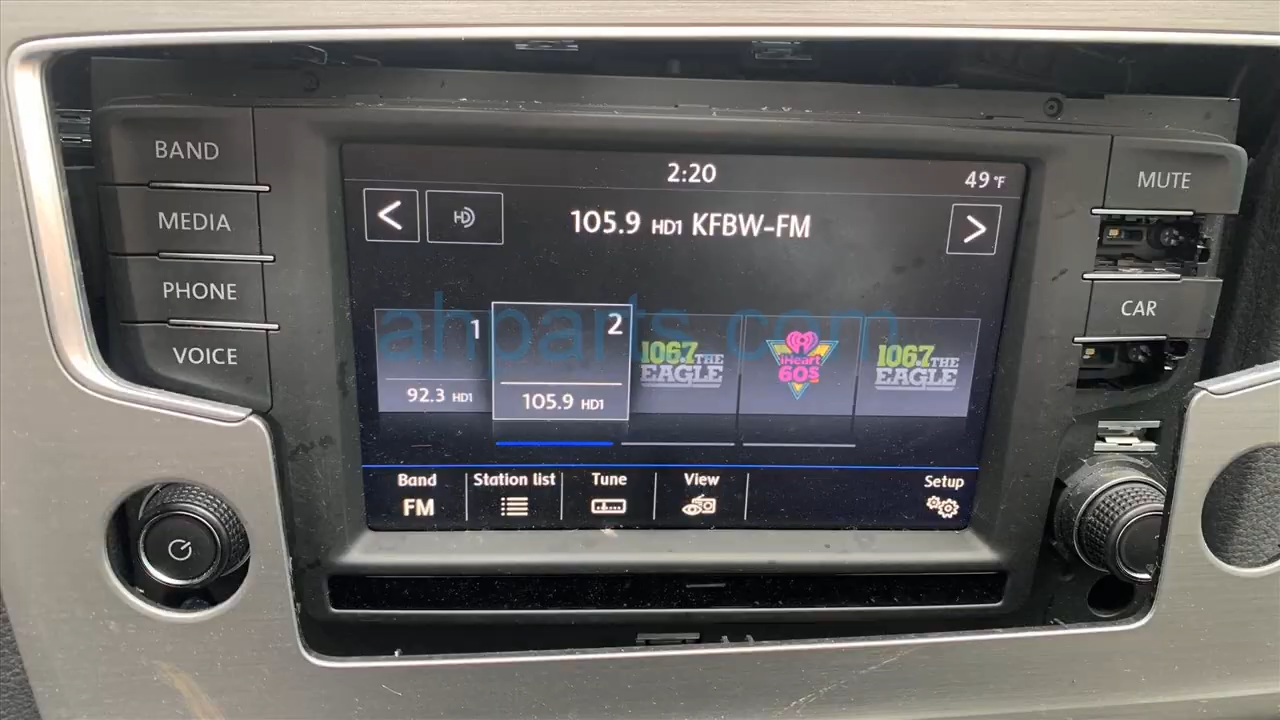 BAND
MEDIA
PHONE
VOICE
2:20
49 °F
< HD
105.9 HD1 KFBW-FM
>
1
92.3 HD1
2
105.9 HD1
106.7 THE
EAGLE
iHeart
60s
106.7 THE
EAGLE
ahparts.com
Band
FM
Station list
Tune
View
Setup
MUTE
CAR